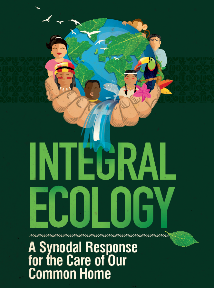 INTEGRAL
ECOLOGY
A Synodal Response
for the Care of Our
Common Home